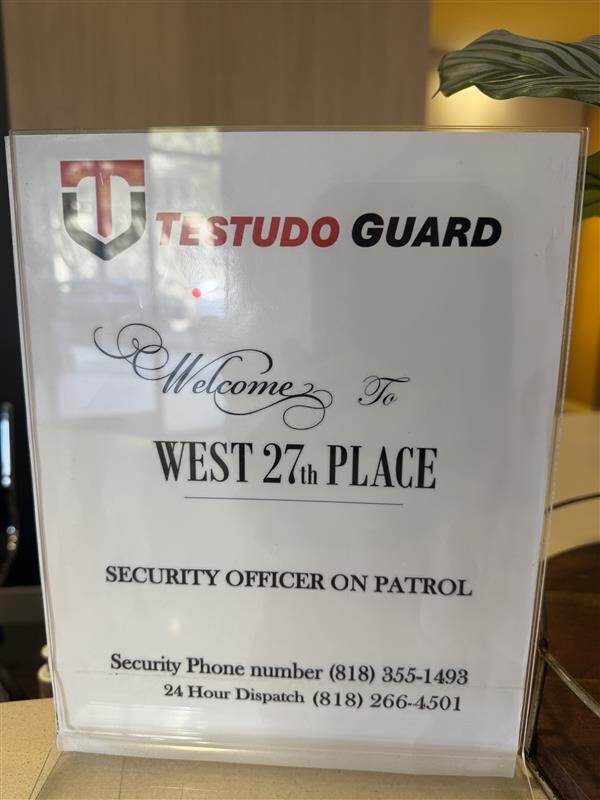 TESTUDO GUARD
Welcome To
WEST 27th PLACE
SECURITY OFFICER ON PATROL
Security Phone number (818) 355-1493
24 Hour Dispatch (818) 266-4501